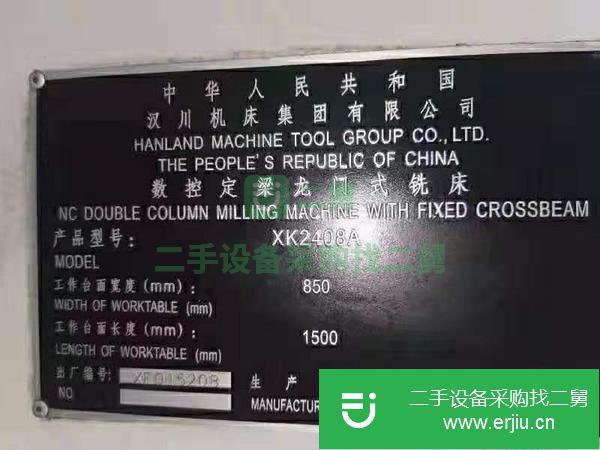 中华人民共和国
汉川机床集团有限公司
HANLAND MACHINE TOOL GROUP CO.,LTD.
THE PEOPLE'S REPUBLIC OF CHINA
数控定梁龙门式铣床
NC DOUBLE COLUMN MILLING MACHINE WITH FIXED CROSSBEAM
产品型号: XK2408A
MODEL
二手设备采购找二舅
工作台面宽度(mm): 850
WIDTH OF WORKTABLE (mm)
工作台面长度(mm): 1500
LENGTH OF WORKTABLE (mm)
出厂编号: 生产
NO MANUFACTUR
二手设备采购找二舅
www.erjiu.cn